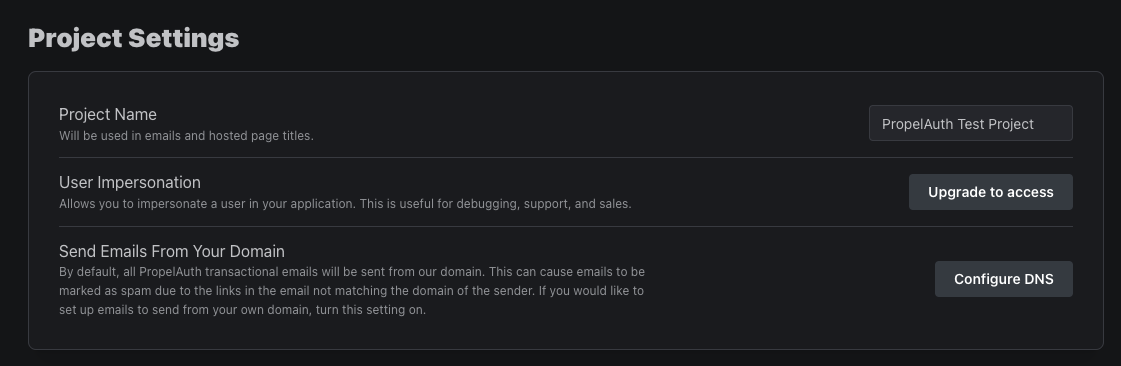 Project Settings
Project Name
Will be used in emails and hosted page titles.
PropelAuth Test Project
User Impersonation
Allows you to impersonate a user in your application. This is useful for debugging, support, and sales.
Upgrade to access
Send Emails From Your Domain
By default, all PropelAuth transactional emails will be sent from our domain. This can cause emails to be
marked as spam due to the links in the email not matching the domain of the sender. If you would like to
set up emails to send from your own domain, turn this setting on.
Configure DNS